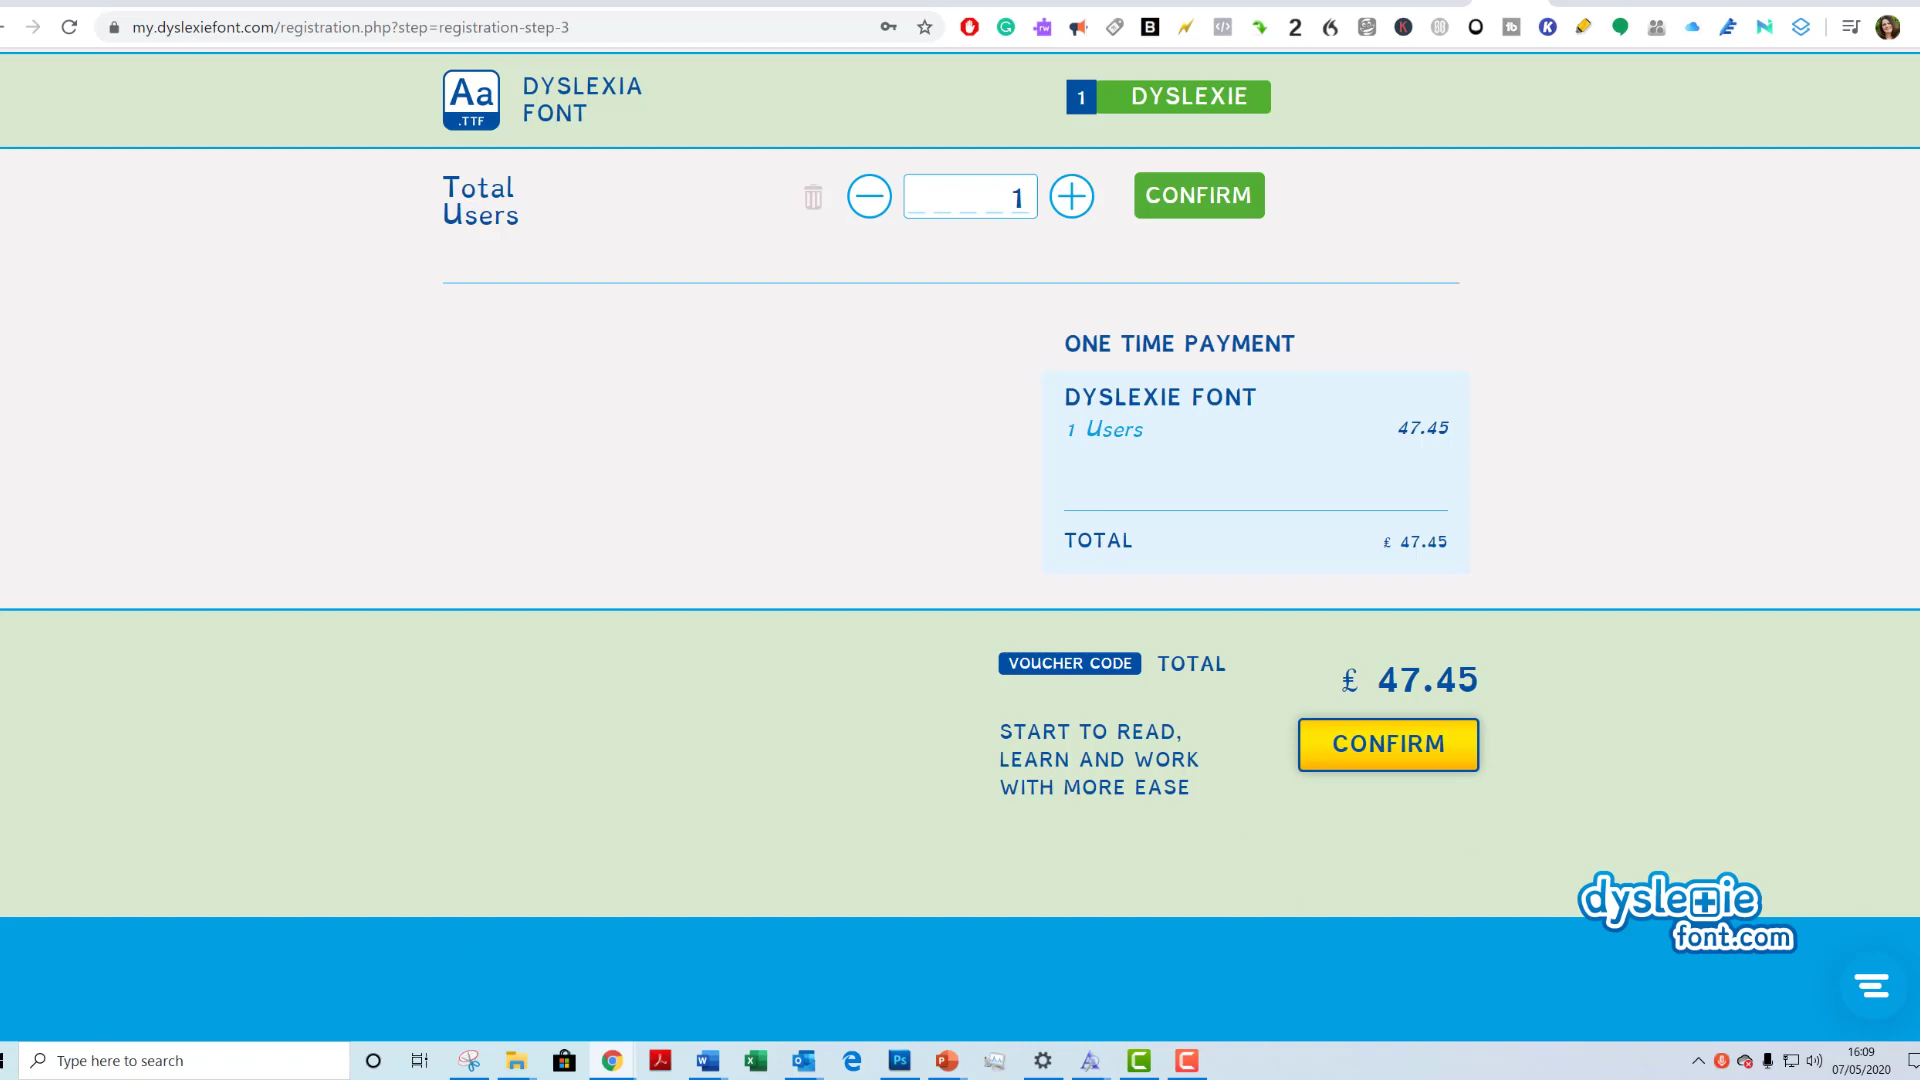 my.dyslexiefont.com/registration.php?step=registration-step-3
Aa
.TTF
DYSLEXIA
FONT
1 DYSLEXIE
Total
Users
1
CONFIRM
ONE TIME PAYMENT
DYSLEXIE FONT
1 Users 47.45
TOTAL £ 47.45
VOUCHER CODE TOTAL £ 47.45
START TO READ,
LEARN AND WORK
WITH MORE EASE
CONFIRM
dyslexie
font.com
Type here to search
16:09
07/05/2020